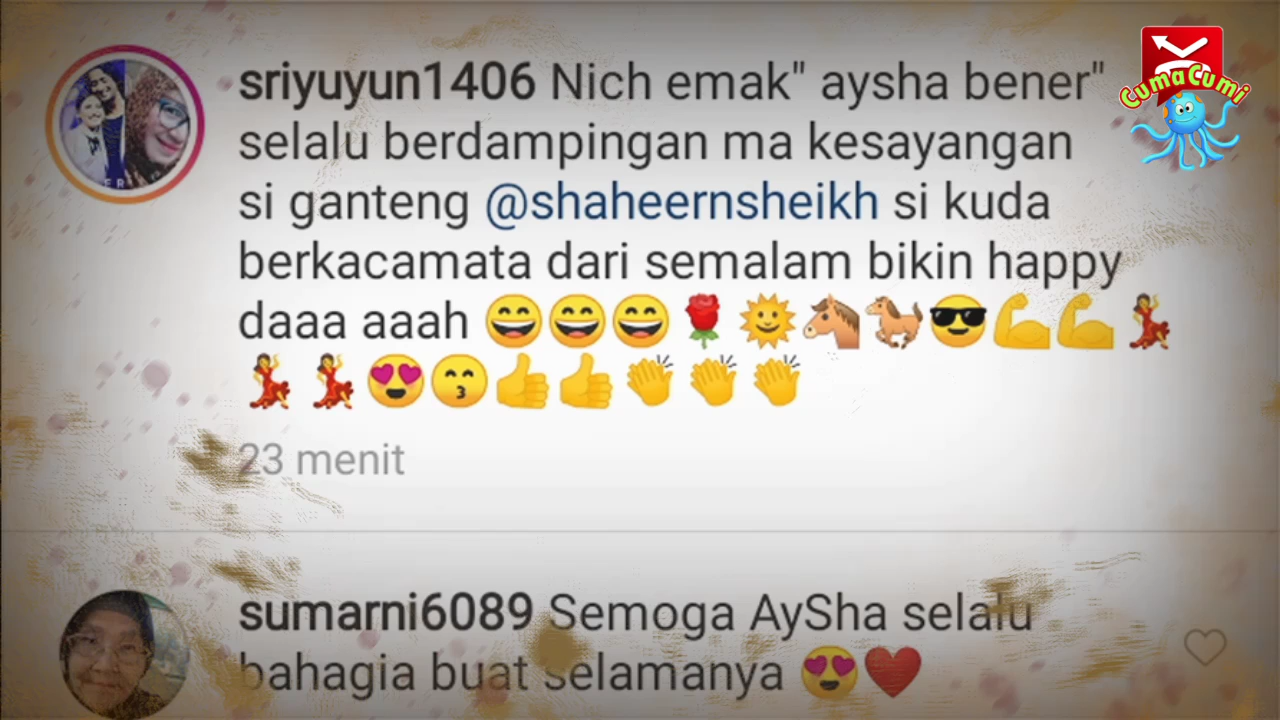 sriyuyun1406 Nich emak" aysha bener"
selalu berdampingan ma kesayangan
si ganteng @shaheernsheikh si kuda
berkacamata dari semalam bikin happy
daaa aaah 😄😄😄🌹🌞🐴🐎😎💪💪💃
💃💃😍😙👍👍👏👏👏
23 menit
sumarni6089 Semoga AySha selalu
bahagia buat selamanya 😍❤️
CumaCumi